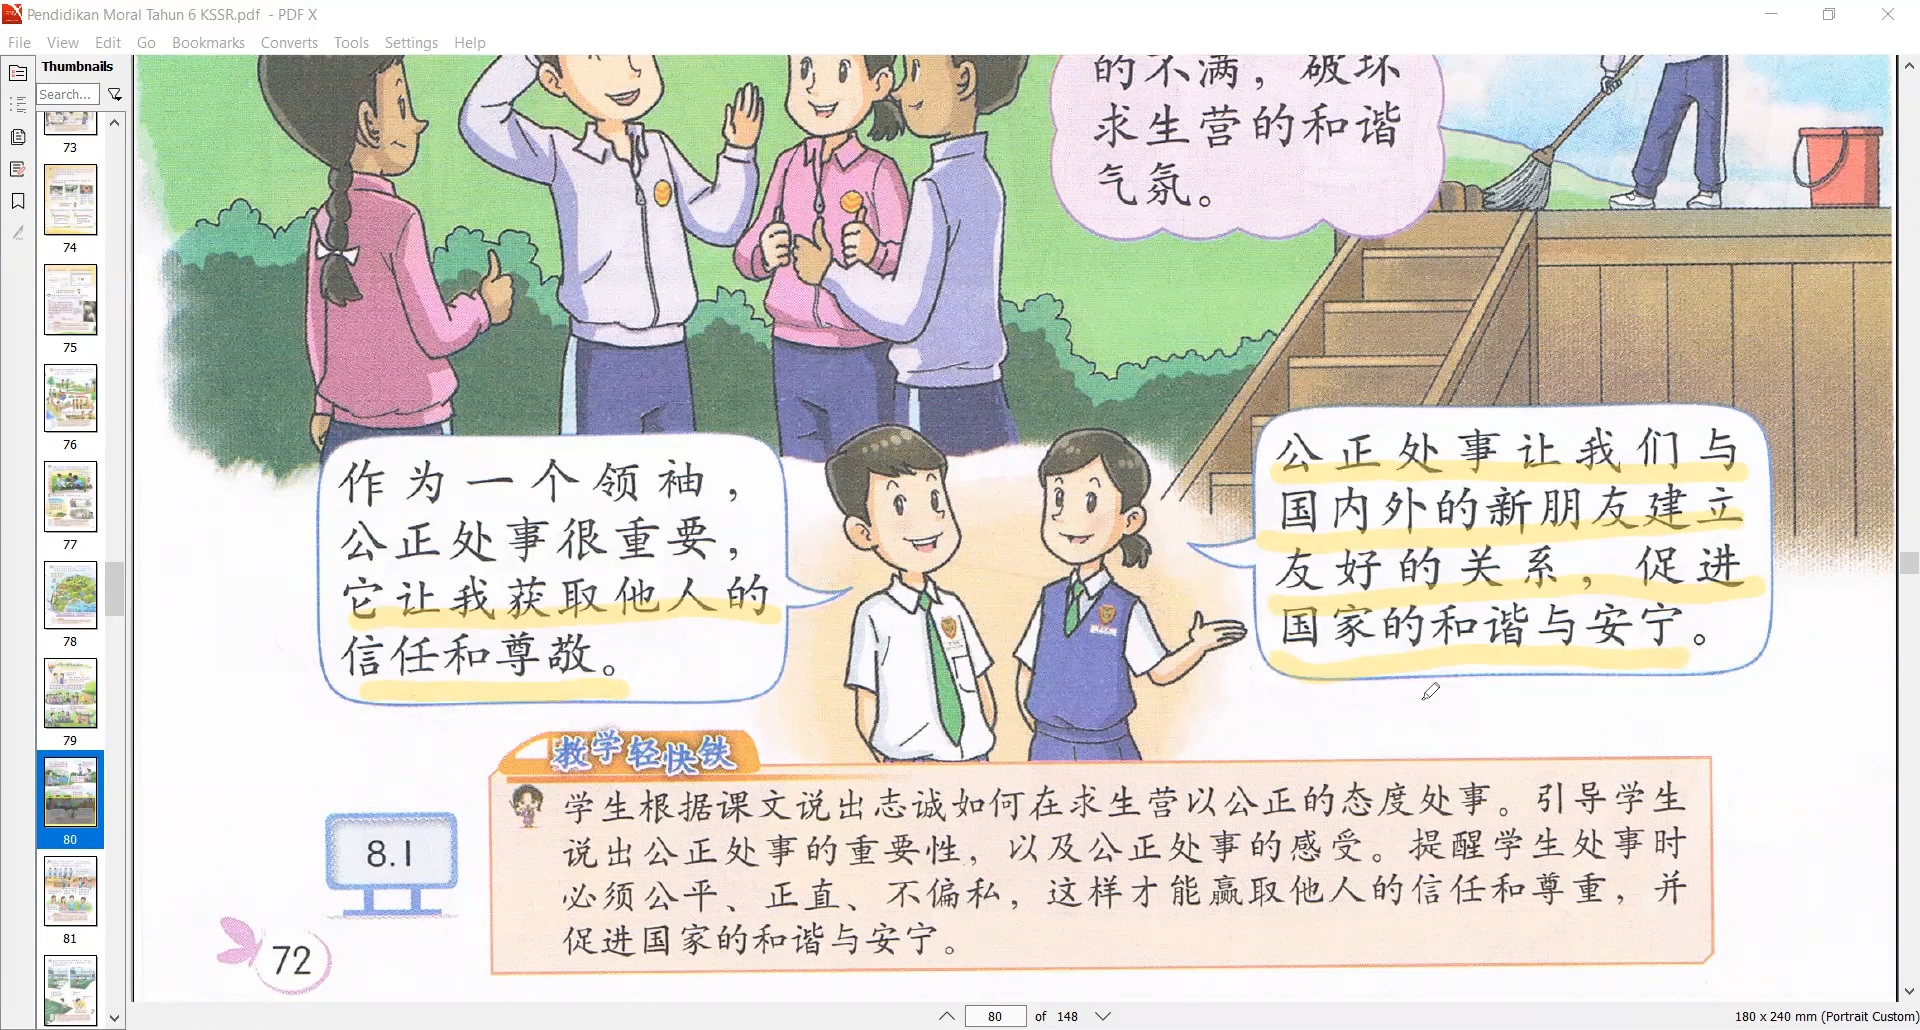 Pendidikan Moral Tahun 6 KSSR.pdf - PDF X
File View Edit Go Bookmarks Converts Tools Settings Help
Thumbnails
Search...
73
74
75
76
77
78
79
80
81
的不满，破坏
求生营的和谐
气氛。
作为一个领袖，
公正处事很重要，
它让我获取他人的
信任和尊敬。
公正处事让我们与
国内外的新朋友建立
友好的关系，促进
国家的和谐与安宁。
教学轻快铁
学生根据课文说出志诚如何在求生营以公正的态度处事。引导学生
说出公正处事的重要性，以及公正处事的感受。提醒学生处事时
必须公平、正直、不偏私，这样才能赢取他人的信任和尊重，并
促进国家的和谐与安宁。
8.1
72
80 of 148
180 x 240 mm (Portrait Custom)